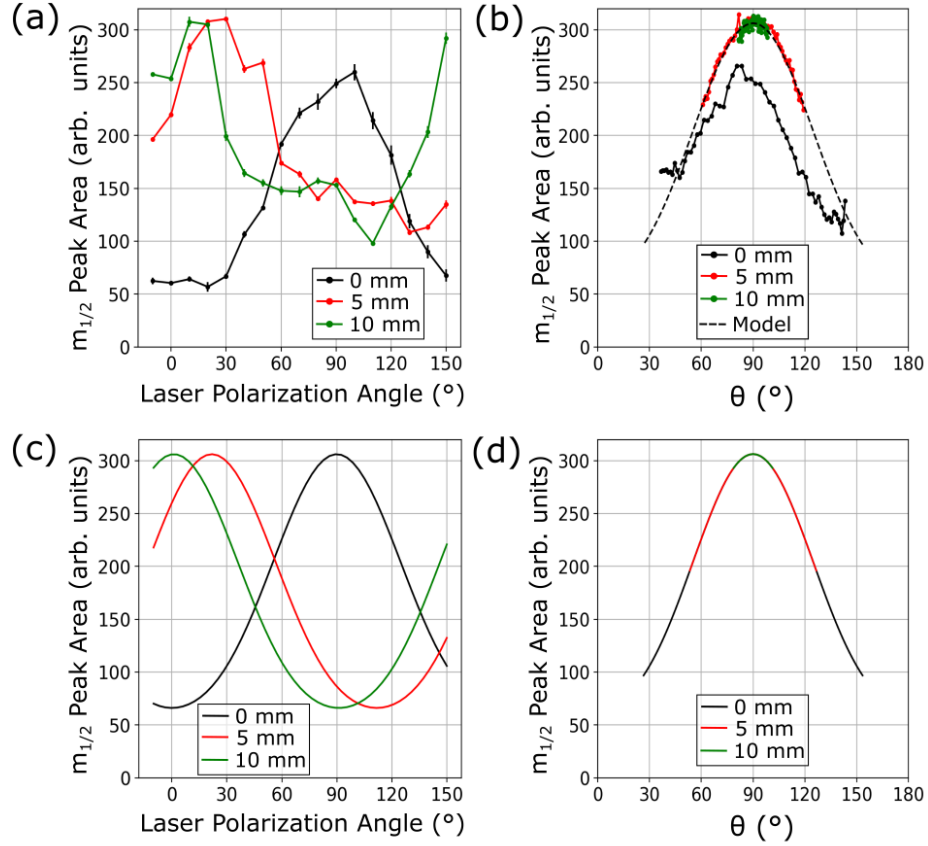 (a)
m1/2 Peak Area (arb. units)
300
250
200
150
100
50
0
0 mm
5 mm
10 mm
0 30 60 90 120 150
Laser Polarization Angle (°)
(b)
m1/2 Peak Area (arb. units)
300
250
200
150
100
50
0
0 mm
5 mm
10 mm
Model
0 30 60 90 120 150 180
θ (°)
(c)
m1/2 Peak Area (arb. units)
300
250
200
150
100
50
0
0 mm
5 mm
10 mm
0 30 60 90 120 150
Laser Polarization Angle (°)
(d)
m1/2 Peak Area (arb. units)
300
250
200
150
100
50
0
0 mm
5 mm
10 mm
0 30 60 90 120 150 180
θ (°)